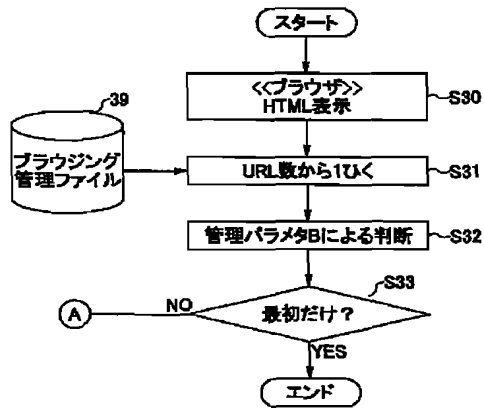 スタート
<<ブラウザ>>
HTML表示
S30
39
ブラウジング
管理ファイル
URL数から1ひく
S31
管理パラメタBによる判断
S32
S33
最初だけ?
NO
A
YES
エンド